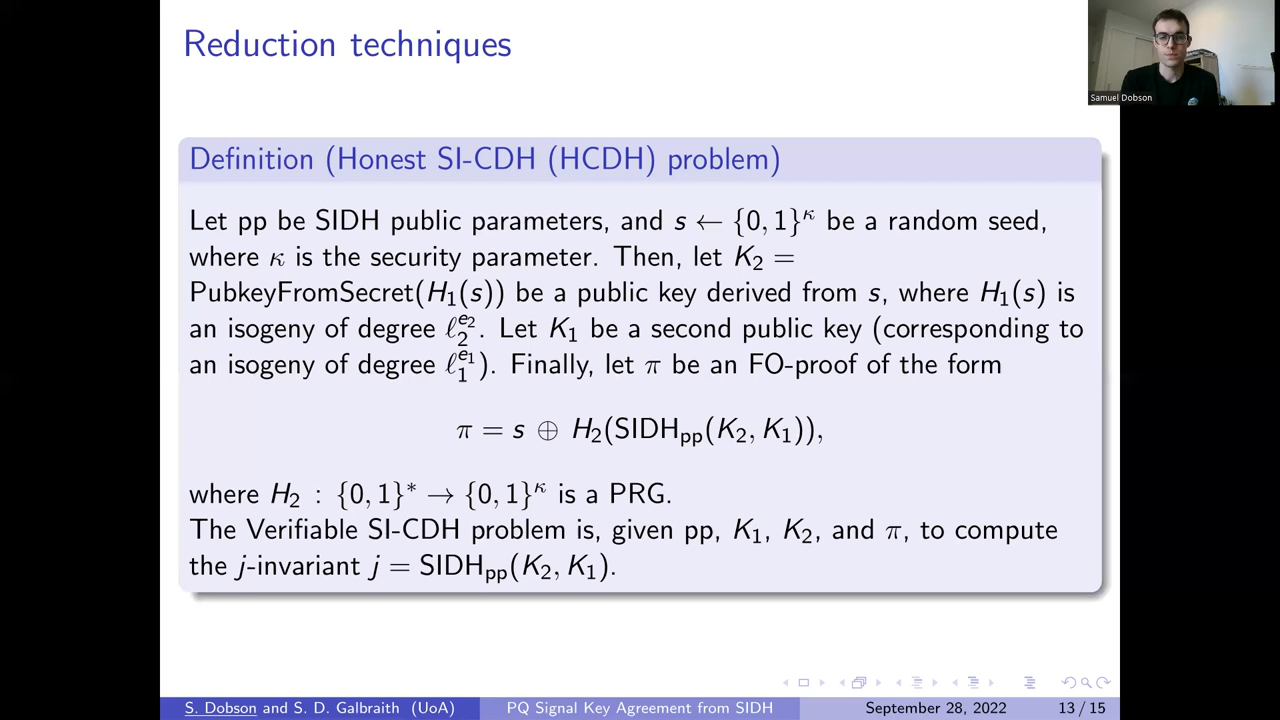 Reduction techniques
Samuel Dobson
Definition (Honest SI-CDH (HCDH) problem)
Let pp be SIDH public parameters, and s ← {0, 1}^κ be a random seed,
where κ is the security parameter. Then, let K₂ =
PubkeyFromSecret(H₁(s)) be a public key derived from s, where H₁(s) is
an isogeny of degree ℓ₂^e₂. Let K₁ be a second public key (corresponding to
an isogeny of degree ℓ₁^e₁). Finally, let π be an FO-proof of the form
π = s ⊕ H₂(SIDH_pp(K₂, K₁)),
where H₂ : {0, 1}* → {0, 1}^κ is a PRG.
The Verifiable SI-CDH problem is, given pp, K₁, K₂, and π, to compute
the j-invariant j = SIDH_pp(K₂, K₁).
S. Dobson and S. D. Galbraith (UoA) PQ Signal Key Agreement from SIDH September 28, 2022 13 / 15